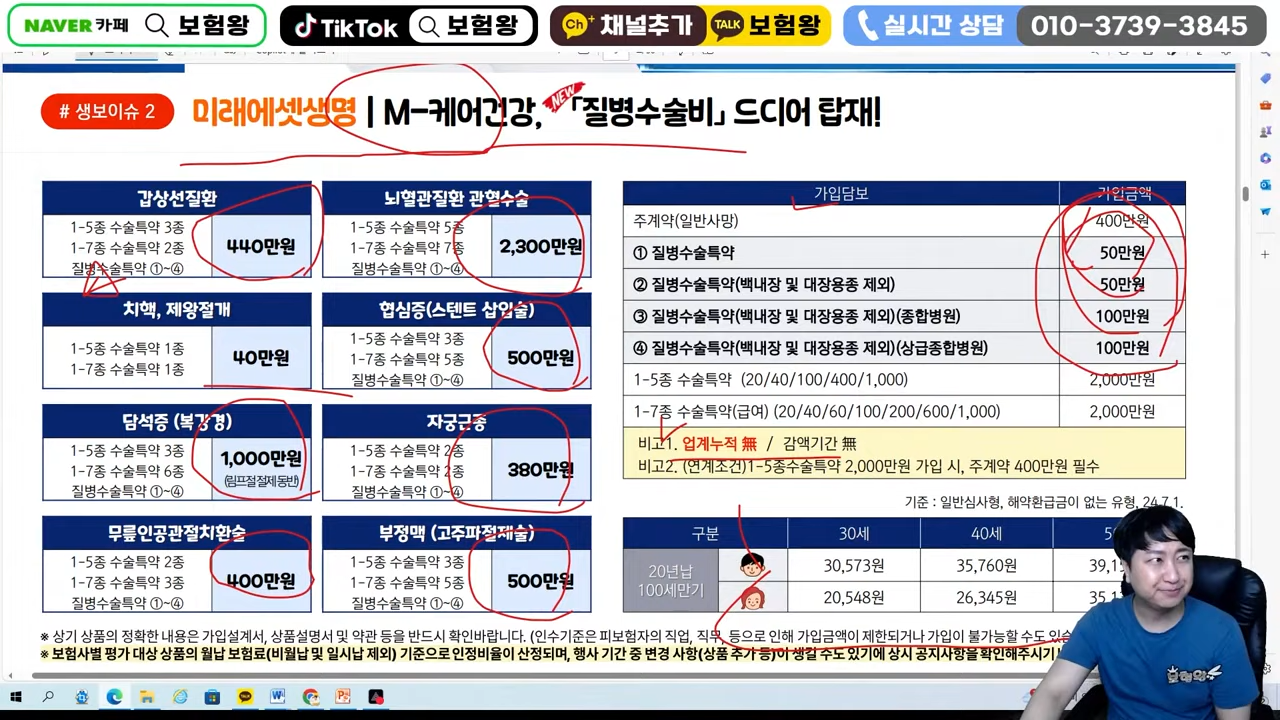 NAVER 카페 보험왕
TikTok 보험왕
Ch+ 채널추가 TALK 보험왕
실시간 상담 010-3739-3845
# 생보이슈 2
미래에셋생명 | M-케어건강, NEW 「질병수술비」 드디어 탑재!
갑상선질환
1-5종 수술특약 3종
1-7종 수술특약 2종
질병수술특약 ①~④
440만원
뇌혈관질환 관혈수술
1-5종 수술특약 5종
1-7종 수술특약 7종
질병수술특약 ①~④
2,300만원
치핵, 제왕절개
1-5종 수술특약 1종
1-7종 수술특약 1종
40만원
협심증(스텐트 삽입술)
1-5종 수술특약 3종
1-7종 수술특약 5종
질병수술특약 ①~④
500만원
담석증 (복강경)
1-5종 수술특약 3종
1-7종 수술특약 6종
질병수술특약 ①~④
1,000만원
(림프절 절제 동반)
자궁근종
1-5종 수술특약 2종
1-7종 수술특약 2종
질병수술특약 ①~④
380만원
무릎인공관절치환술
1-5종 수술특약 2종
1-7종 수술특약 3종
질병수술특약 ①~④
400만원
부정맥 (고주파절제술)
1-5종 수술특약 3종
1-7종 수술특약 5종
질병수술특약 ①~④
500만원
가입담보 가입금액
주계약(일반사망) 400만원
① 질병수술특약 50만원
② 질병수술특약(백내장 및 대장용종 제외) 50만원
③ 질병수술특약(백내장 및 대장용종 제외)(종합병원) 100만원
④ 질병수술특약(백내장 및 대장용종 제외)(상급종합병원) 100만원
1-5종 수술특약 (20/40/100/400/1,000) 2,000만원
1-7종 수술특약(급여) (20/40/60/100/200/600/1,000) 2,000만원
비고1. 업계누적 無 / 감액기간 無
비고2. (연계조건)1-5종수술특약 2,000만원 가입 시, 주계약 400만원 필수
기준 : 일반심사형, 해약환급금이 없는 유형, 24.7.1.
구분 30세 40세
20년납
100세만기
30,573원 35,760원
20,548원 26,345원
※ 상기 상품의 정확한 내용은 가입설계서, 상품설명서 및 약관 등을 반드시 확인바랍니다. (인수기준은 피보험자의 직업, 직무, 등으로 인해 가입금액이 제한되거나 가입이 불가능할 수도
※ 보험사별 평가 대상 상품의 월납 보험료(비월납 및 일시납 제외) 기준으로 인정비율이 산정되며, 행사 기간 중 변경 사항(상품 추가 등)이 생길 수도 있기에 상시 공지사항을 확인해주시기
보험왕